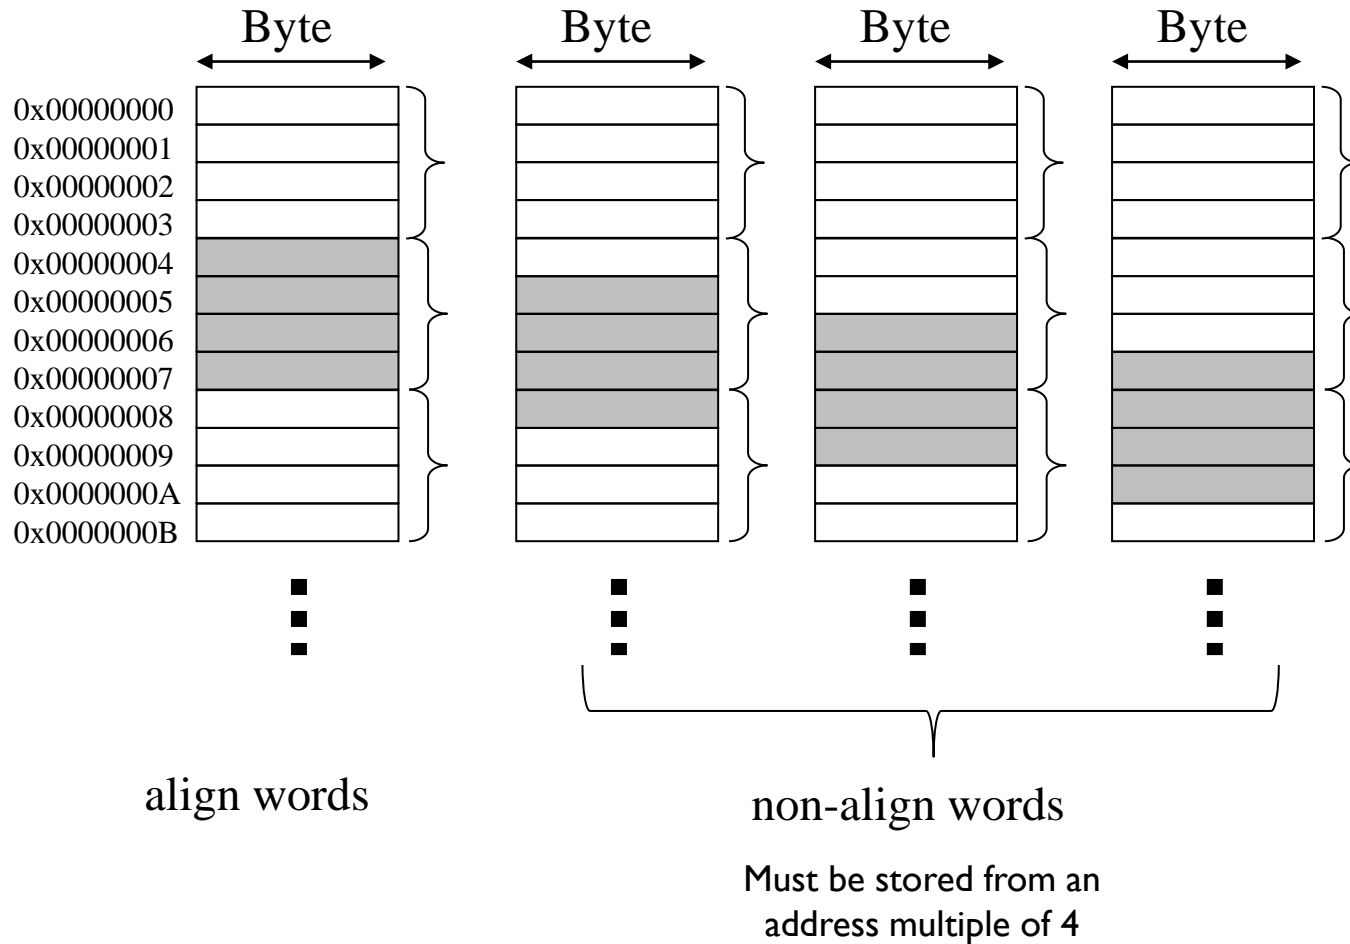 Byte Byte Byte Byte
0x00000000
0x00000001
0x00000002
0x00000003
0x00000004
0x00000005
0x00000006
0x00000007
0x00000008
0x00000009
0x0000000A
0x0000000B
align words
non-align words
Must be stored from an
address multiple of 4